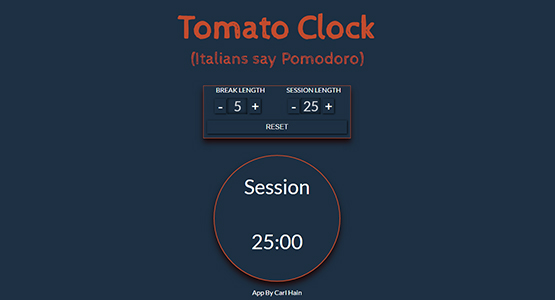 Tomato Clock
(Italians say Pomodoro)
BREAK LENGTH SESSION LENGTH
- 5 + - 25 +
RESET
Session
25:00
App By Carl Hain